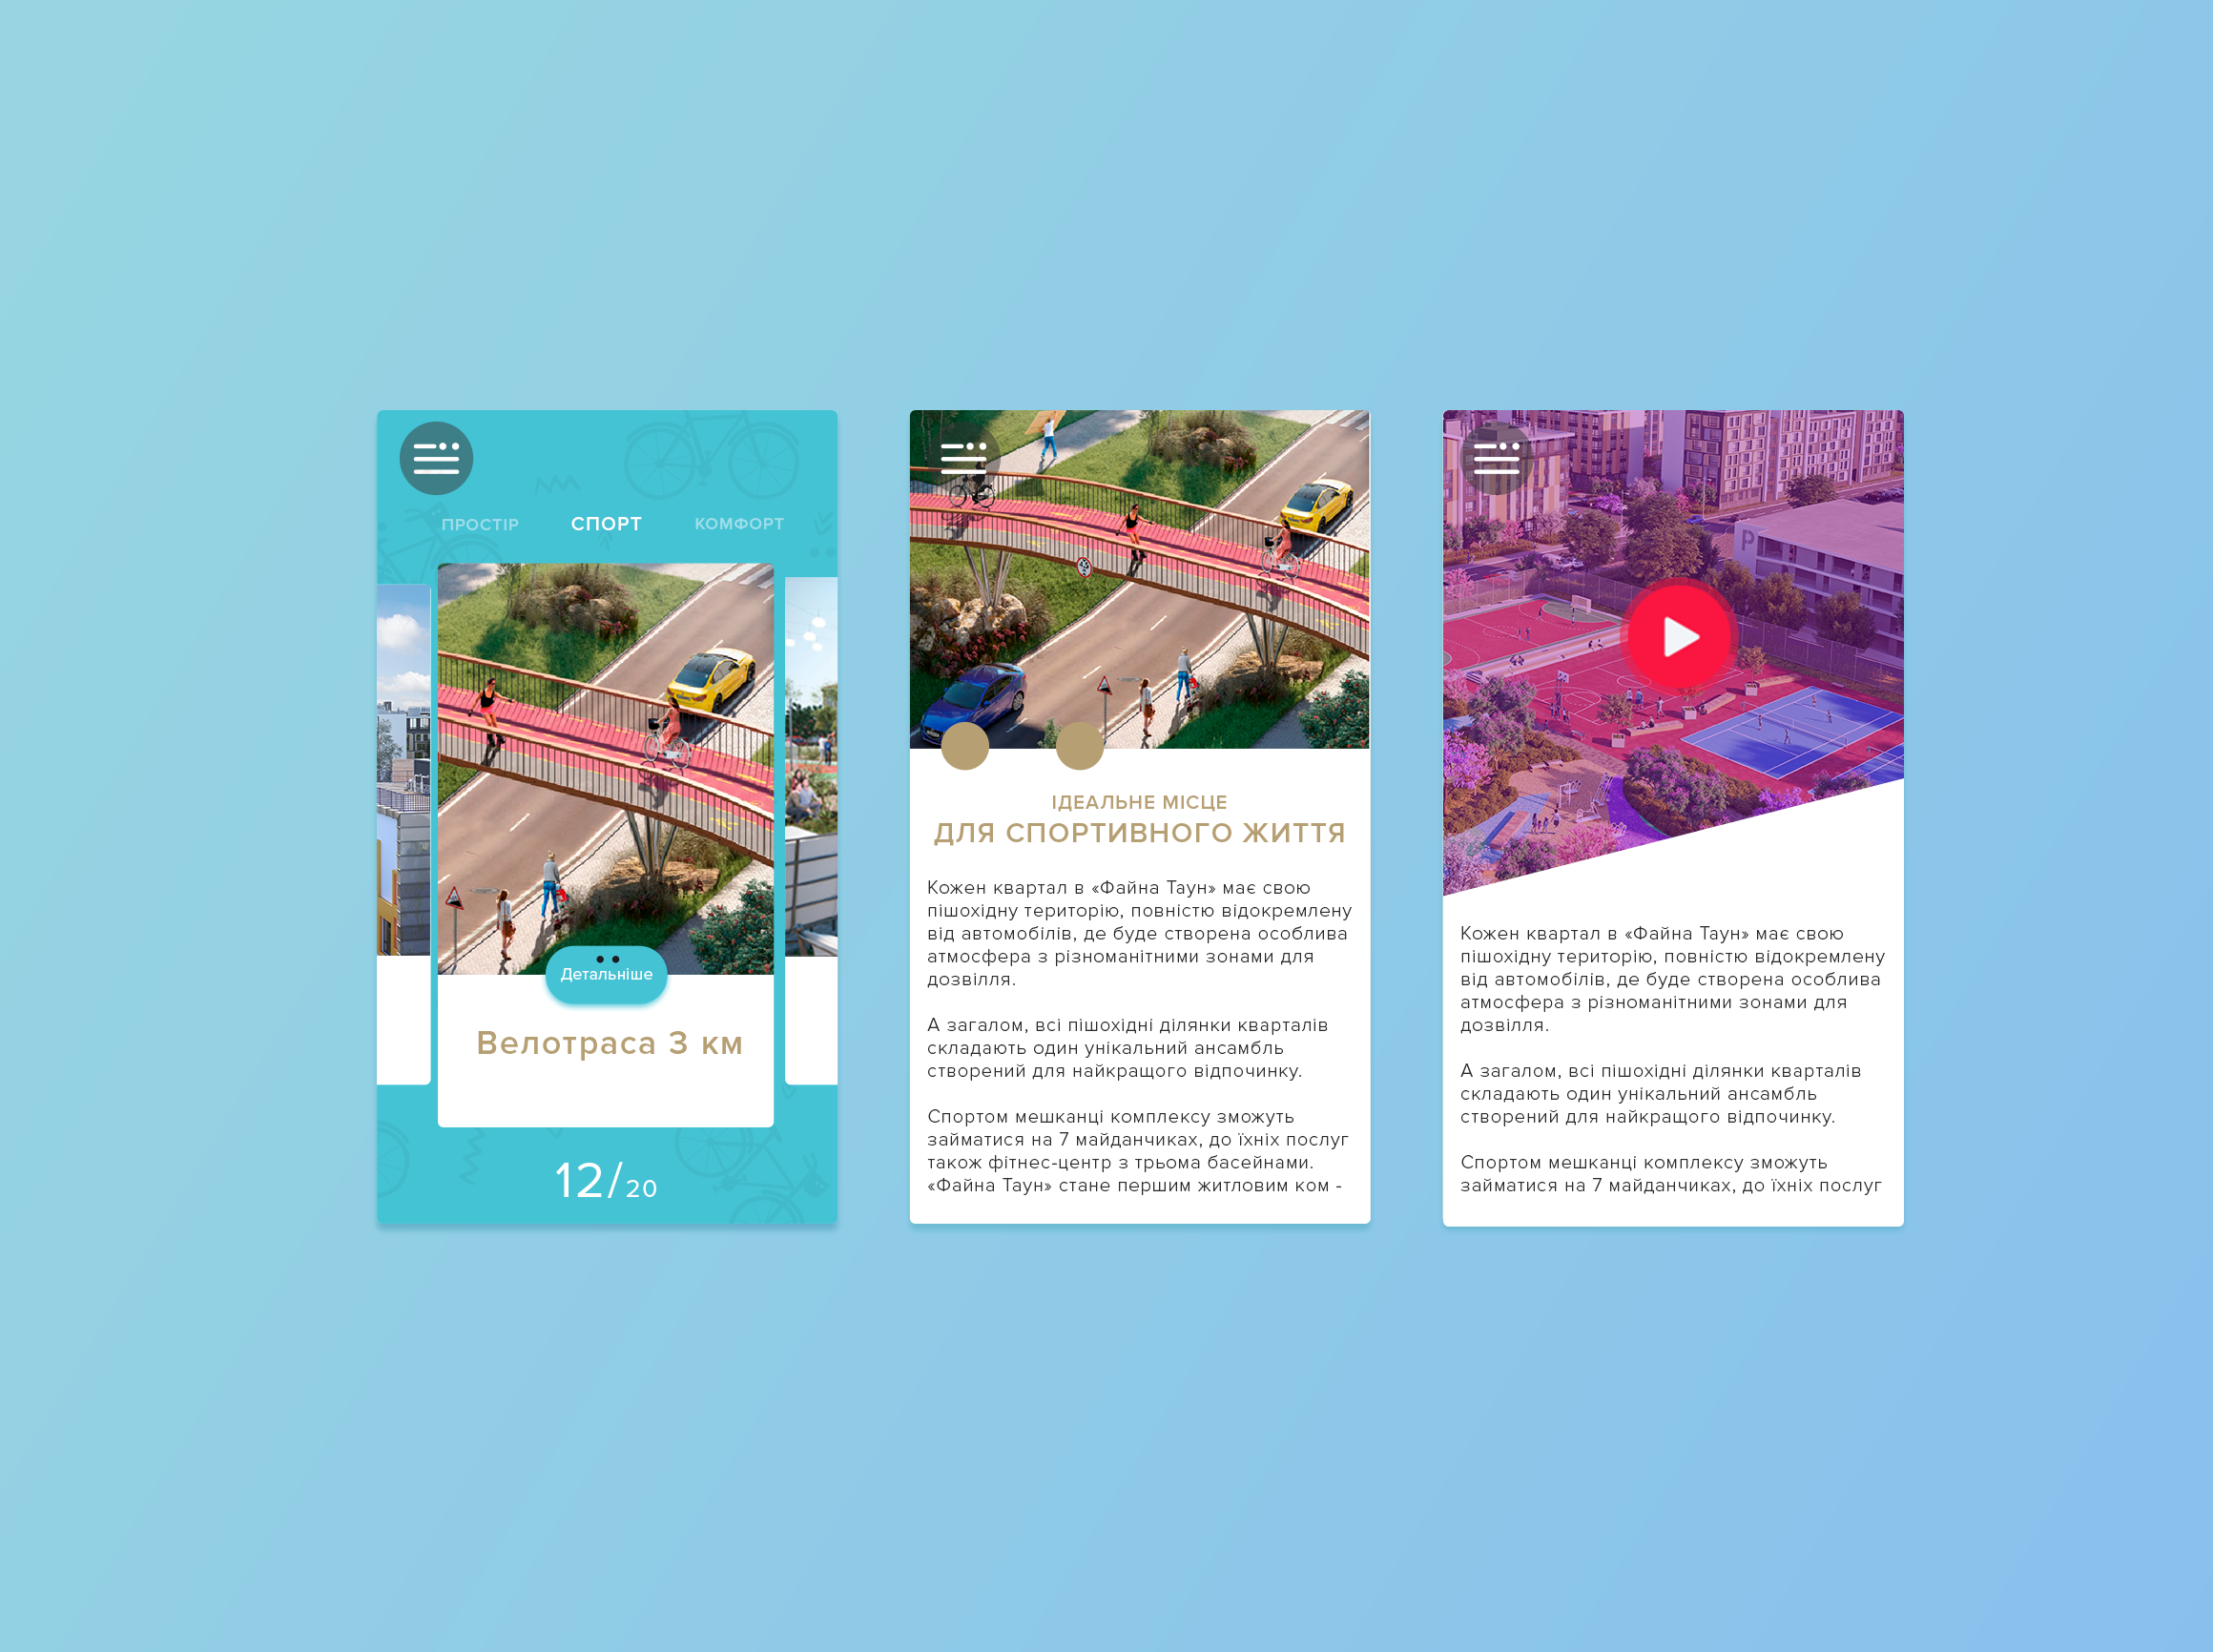 ПРОСТІР
СПОРТ
КОМФОРТ
Детальніше
Велотраса 3 км
12/20
ІДЕАЛЬНЕ МІСЦЕ
ДЛЯ СПОРТИВНОГО ЖИТТЯ
Кожен квартал в «Файна Таун» має свою
пішохідну територію, повністю відокремлену
від автомобілів, де буде створена особлива
атмосфера з різноманітними зонами для
дозвілля.
А загалом, всі пішохідні ділянки кварталів
складають один унікальний ансамбль
створений для найкращого відпочинку.
Спортом мешканці комплексу зможуть
займатися на 7 майданчиках, до їхніх послуг
також фітнес-центр з трьома басейнами.
«Файна Таун» стане першим житловим ком -
P
Кожен квартал в «Файна Таун» має свою
пішохідну територію, повністю відокремлену
від автомобілів, де буде створена особлива
атмосфера з різноманітними зонами для
дозвілля.
А загалом, всі пішохідні ділянки кварталів
складають один унікальний ансамбль
створений для найкращого відпочинку.
Спортом мешканці комплексу зможуть
займатися на 7 майданчиках, до їхніх послуг